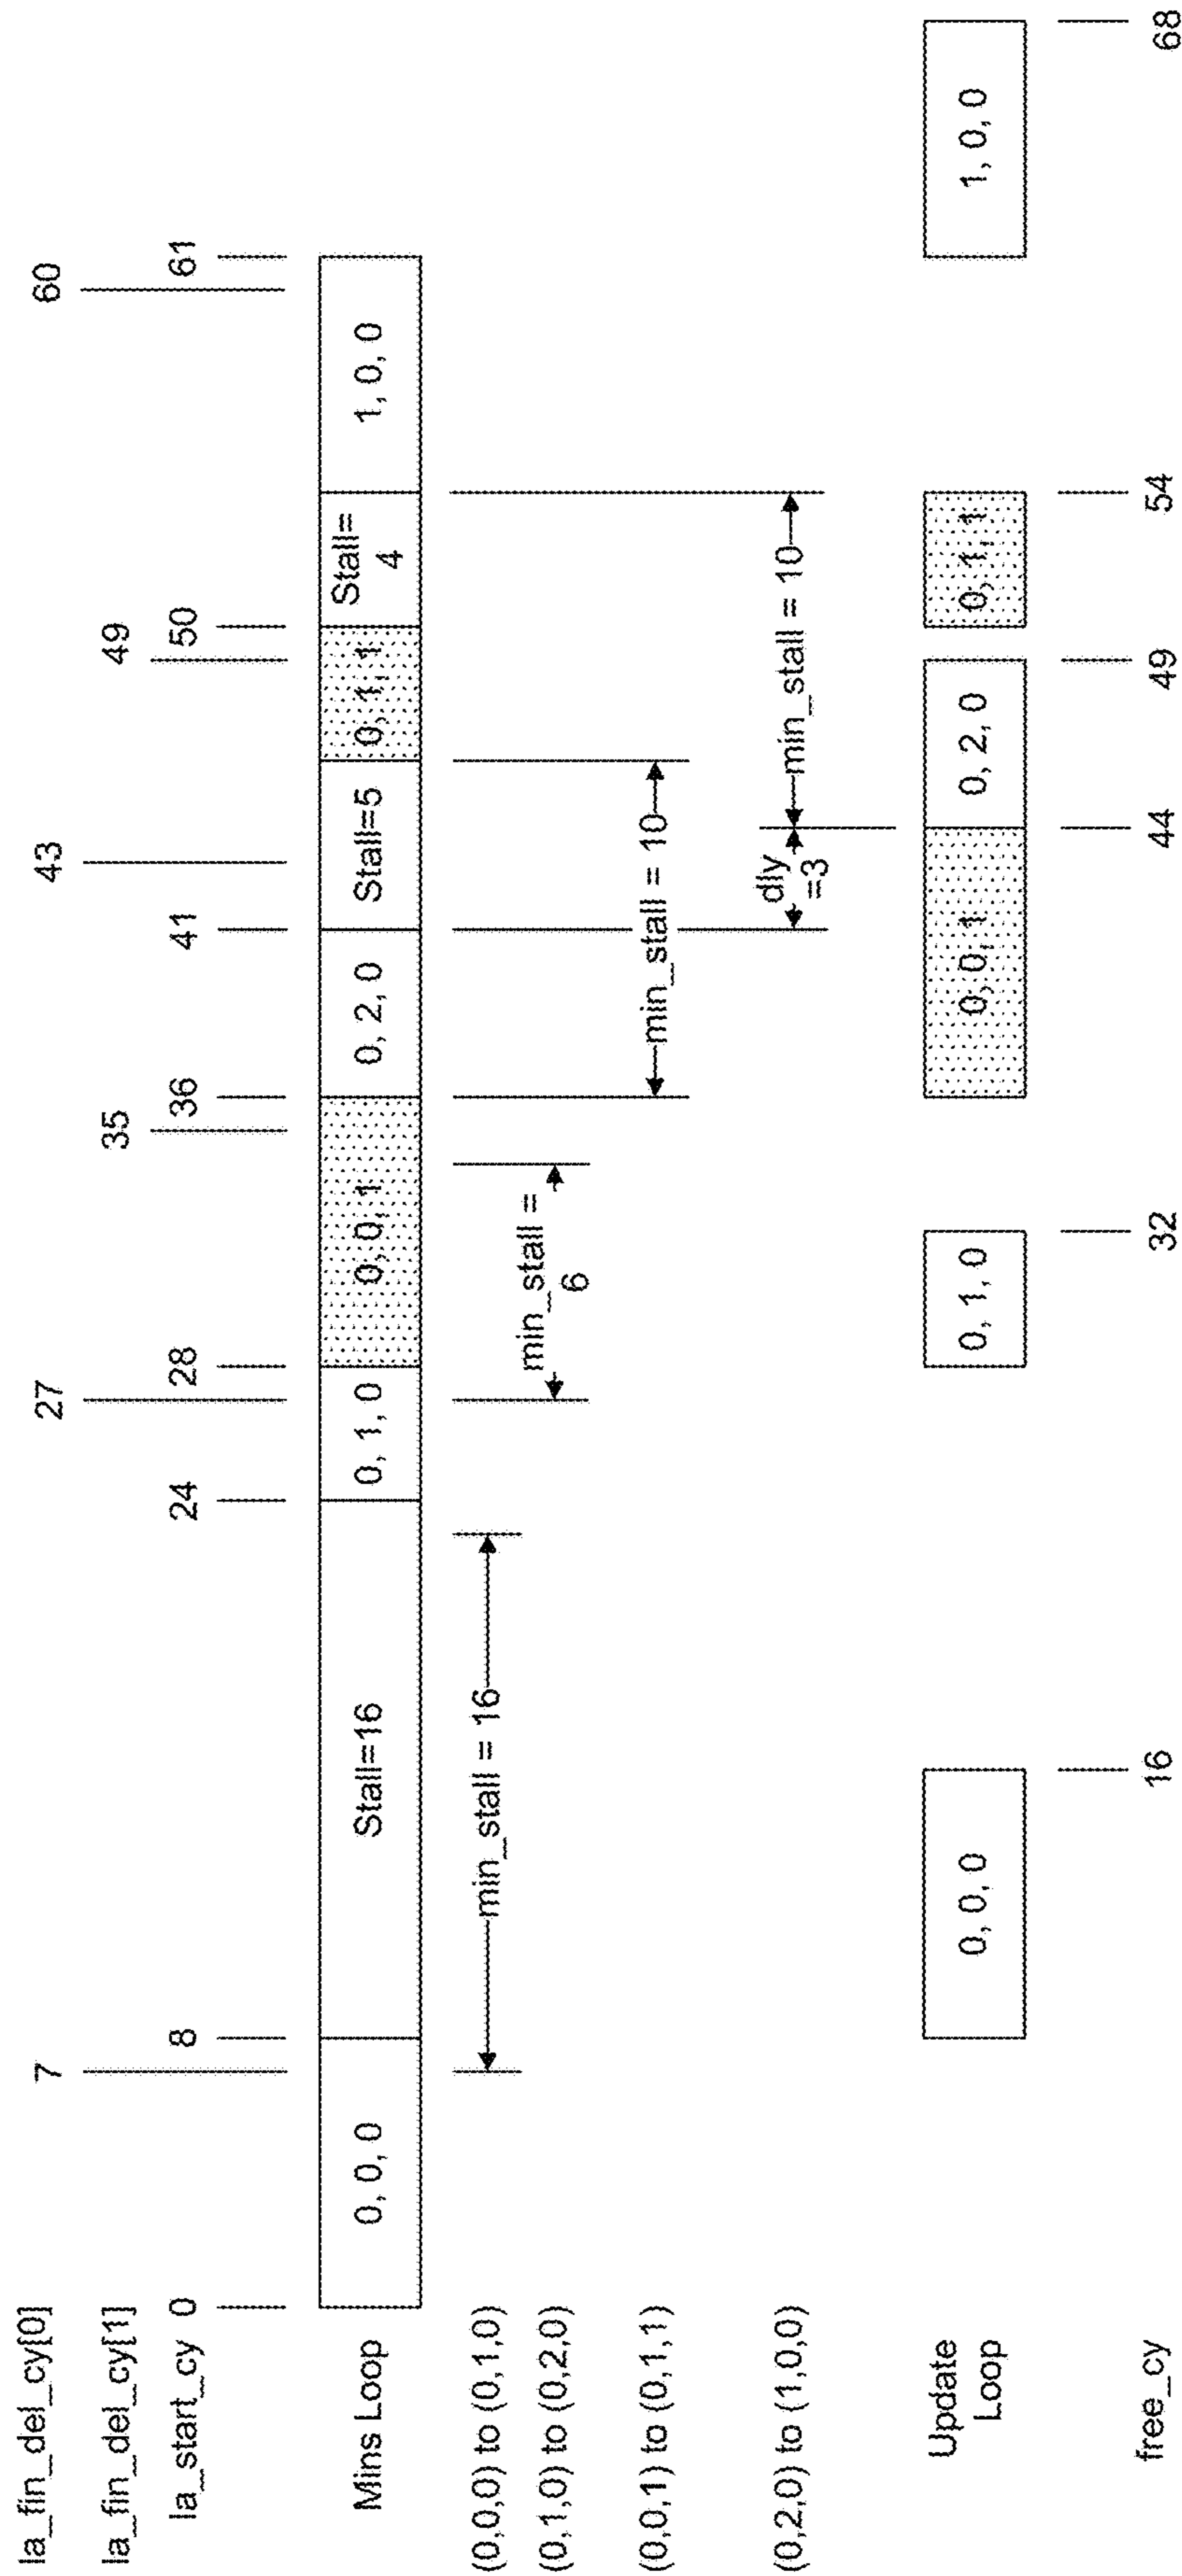 la_fin_del_cy[0] 7 27 43 60
la_fin_del_cy[1] 35 49
la_start_cy 0 8 24 28 36 41 50 61
Mins Loop 0, 0, 0 Stall=16 0, 1, 0 0, 0, 1 0, 2, 0 Stall=5 0, 1, 1 Stall= 1, 0, 0
4
(0,0,0) to (0,1,0) min_stall = 16
(0,1,0) to (0,2,0) min_stall =
6
(0,0,1) to (0,1,1) min_stall = 10
(0,2,0) to (1,0,0) dly min_stall = 10
=3
Update
Loop
0, 0, 0 0, 1, 0 0, 0, 1 0, 2, 0 0, 1, 1 1, 0, 0
free_cy 16 32 44 49 54 68